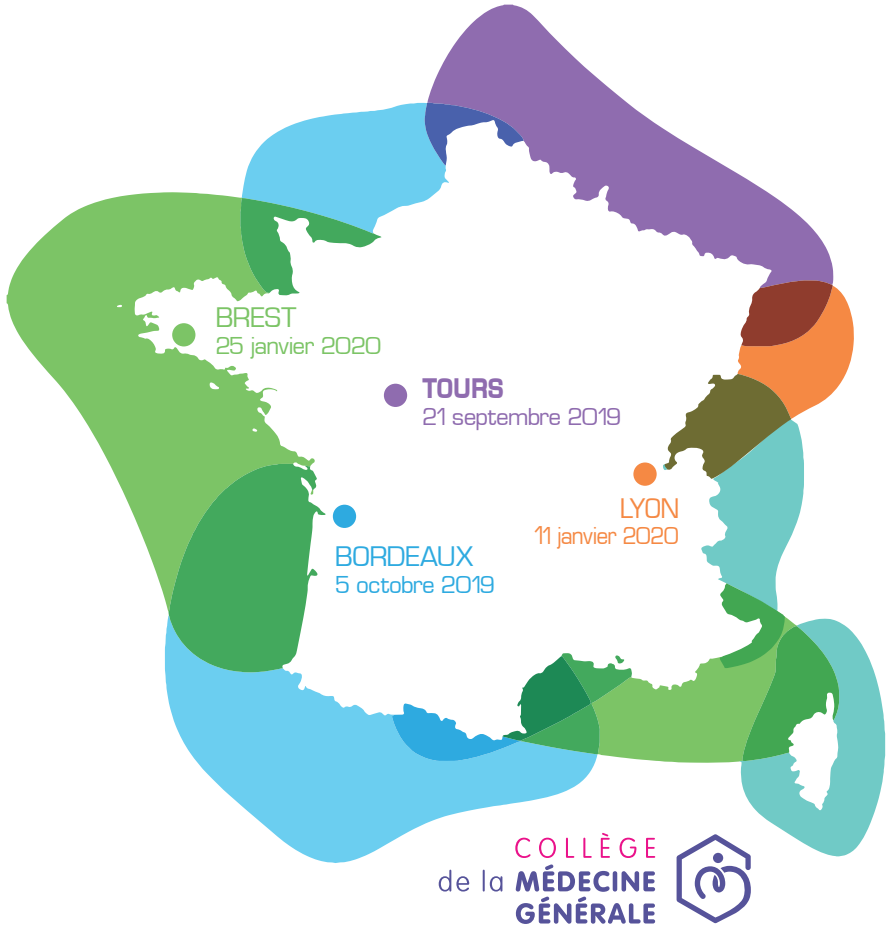 BREST
25 janvier 2020
TOURS
21 septembre 2019
LYON
11 janvier 2020
BORDEAUX
5 octobre 2019
COLLÈGE
de la MÉDECINE
GÉNÉRALE